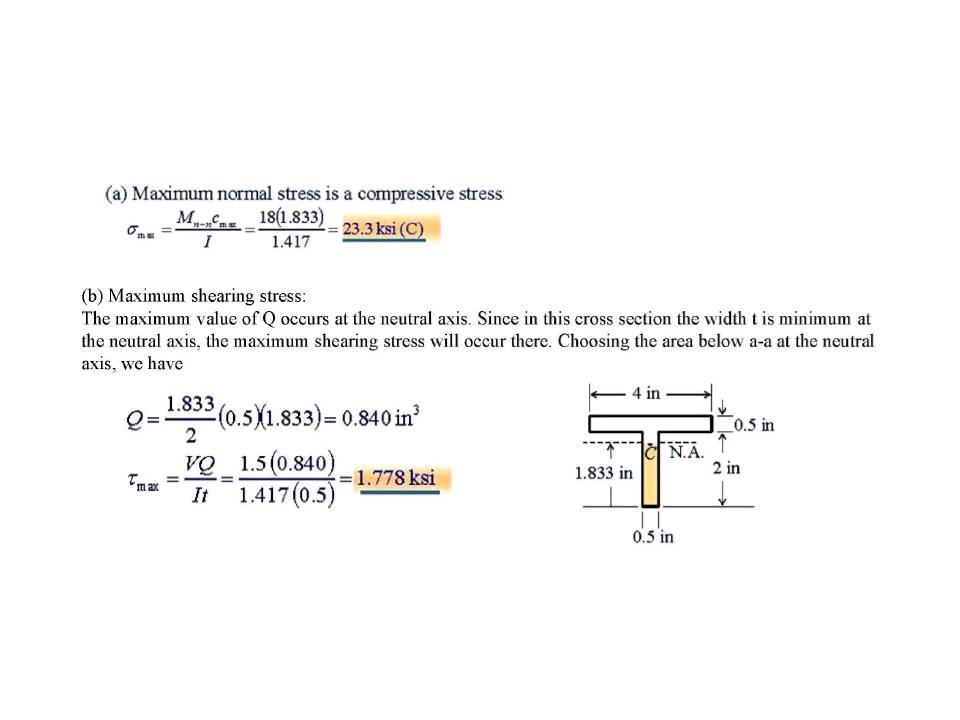 (a) Maximum normal stress is a compressive stress
σmax = Mn−n cmax / I = 18(1.833) / 1.417 = 23.3 ksi (C)
(b) Maximum shearing stress:
The maximum value of Q occurs at the neutral axis. Since in this cross section the width t is minimum at
the neutral axis, the maximum shearing stress will occur there. Choosing the area below a-a at the neutral
axis, we have
Q = 1.833 / 2 (0.5)(1.833) = 0.840 in³
τmax = VQ / It = 1.5(0.840) / 1.417(0.5) = 1.778 ksi
4 in
0.5 in
C N.A.
1.833 in
2 in
0.5 in